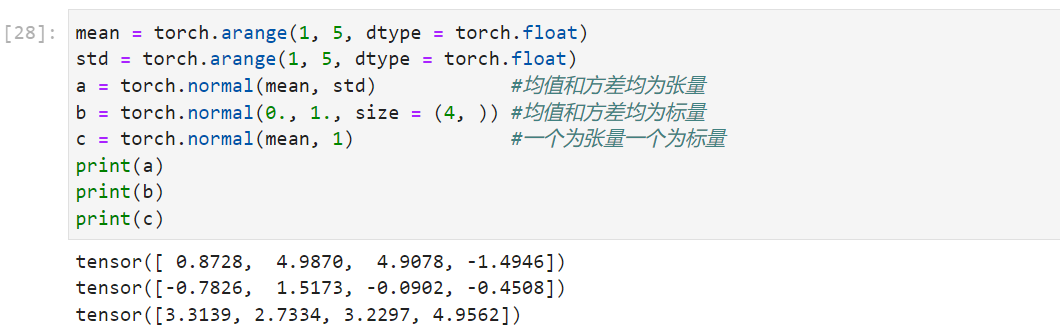 [28]: mean = torch.arange(1, 5, dtype = torch.float)
std = torch.arange(1, 5, dtype = torch.float)
a = torch.normal(mean, std) #均值和方差均为张量
b = torch.normal(0., 1., size = (4, )) #均值和方差均为标量
c = torch.normal(mean, 1) #一个为张量一个为标量
print(a)
print(b)
print(c)
tensor([ 0.8728,  4.9870,  4.9078, -1.4946])
tensor([-0.7826,  1.5173, -0.0902, -0.4508])
tensor([3.3139, 2.7334, 3.2297, 4.9562])